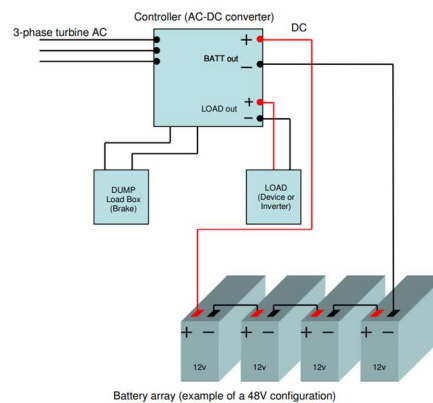 Controller (AC-DC converter)
3-phase turbine AC
DC
+
BATT out
−
+
LOAD out
−
DUMP
Load Box
(Brake)
LOAD
(Device or
Inverter)
+ − + − + − + −
12v 12v 12v 12v
Battery array (example of a 48V configuration)